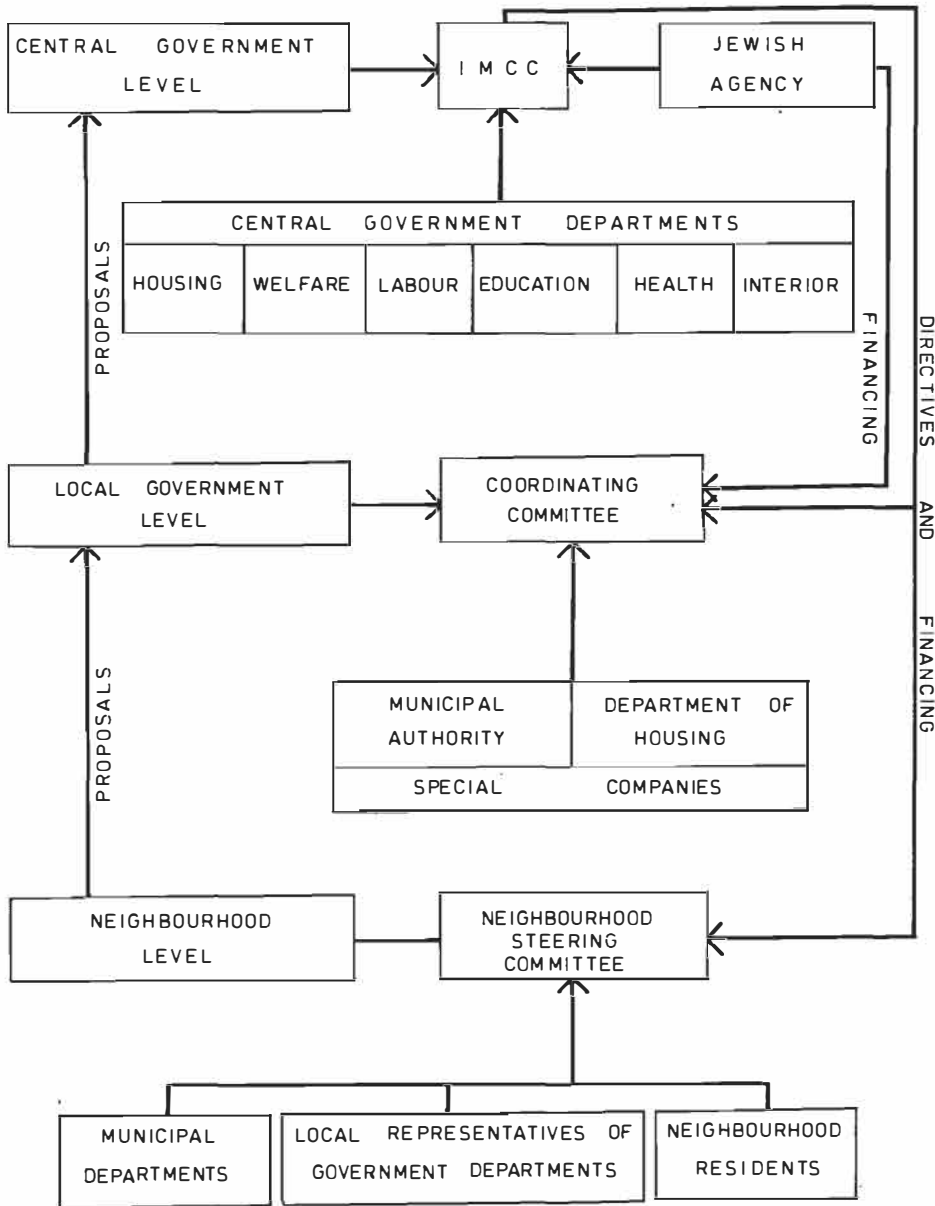 CENTRAL GOVERNMENT
LEVEL
IMCC
JEWISH
AGENCY
CENTRAL GOVERNMENT DEPARTMENTS
HOUSING
WELFARE
LABOUR
EDUCATION
HEALTH
INTERIOR
PROPOSALS
FINANCING
DIRECTIVES AND FINANCING
LOCAL GOVERNMENT
LEVEL
COORDINATING
COMMITTEE
MUNICIPAL
AUTHORITY
DEPARTMENT OF
HOUSING
SPECIAL COMPANIES
PROPOSALS
NEIGHBOURHOOD
LEVEL
NEIGHBOURHOOD
STEERING
COMMITTEE
MUNICIPAL
DEPARTMENTS
LOCAL REPRESENTATIVES OF
GOVERNMENT DEPARTMENTS
NEIGHBOURHOOD
RESIDENTS